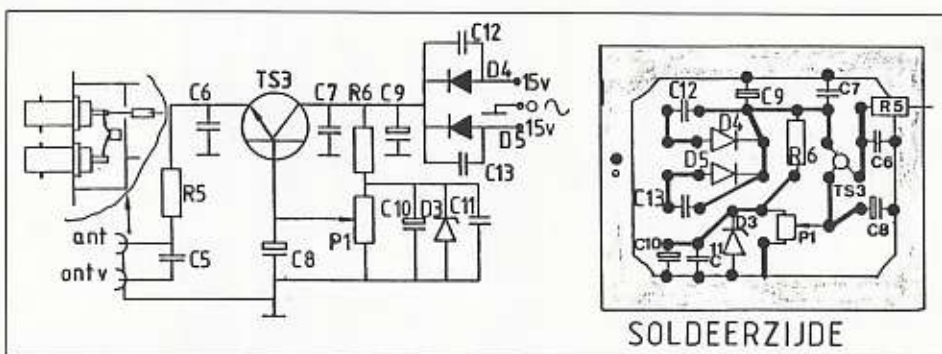 C12
TS3
D4
C6
C7 R6 C9
15v
O
15v
D5
C13
R5
C10 D3 C11
P1
ant
C5
C8
ontv
C12
C9
C7
R5
D4
D5
R6
C6
TS3
C13
D3
P1
C8
C10
11
C
SOLDEERZIJDE